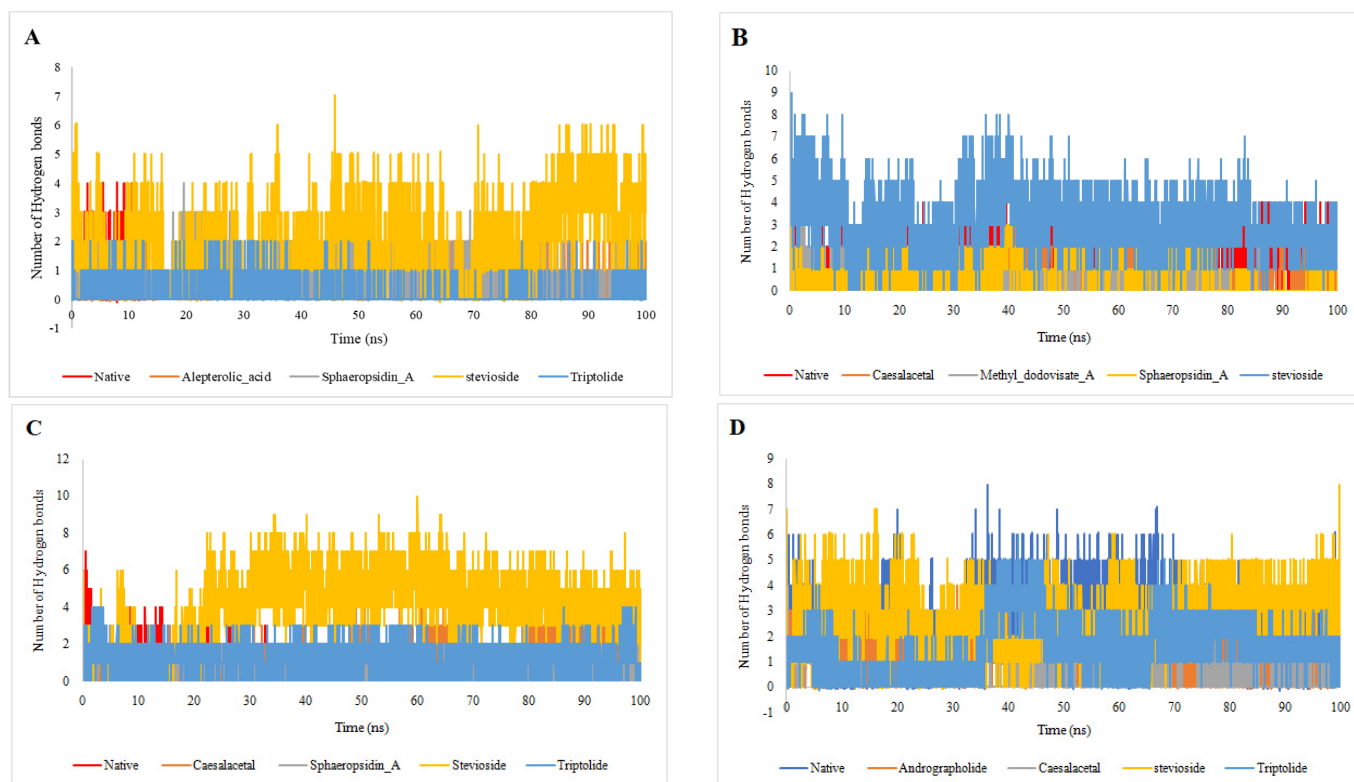 A
Number of Hydrogen bonds
8
7
6
5
4
3
2
1
0
-1
0 10 20 30 40 50 60 70 80 90 100
Time (ns)
Native Alepterolic_acid Sphaeropsidin_A stevioside Triptolide
B
Number of Hydrogen bonds
10
9
8
7
6
5
4
3
2
1
0
0 10 20 30 40 50 60 70 80 90 100
Time (ns)
Native Caesalacetal Methyl_dodovisate_A Sphaeropsidin_A stevioside
C
Number of Hydrogen bonds
12
10
8
6
4
2
0
0 10 20 30 40 50 60 70 80 90 100
Time (ns)
Native Caesalacetal Sphaeropsidin_A Stevioside Triptolide
D
Number of Hydrogen bonds
9
8
7
6
5
4
3
2
1
0
-1
0 10 20 30 40 50 60 70 80 90 100
Time (ns)
Native Andrographolide Caesalacetal stevioside Triptolide